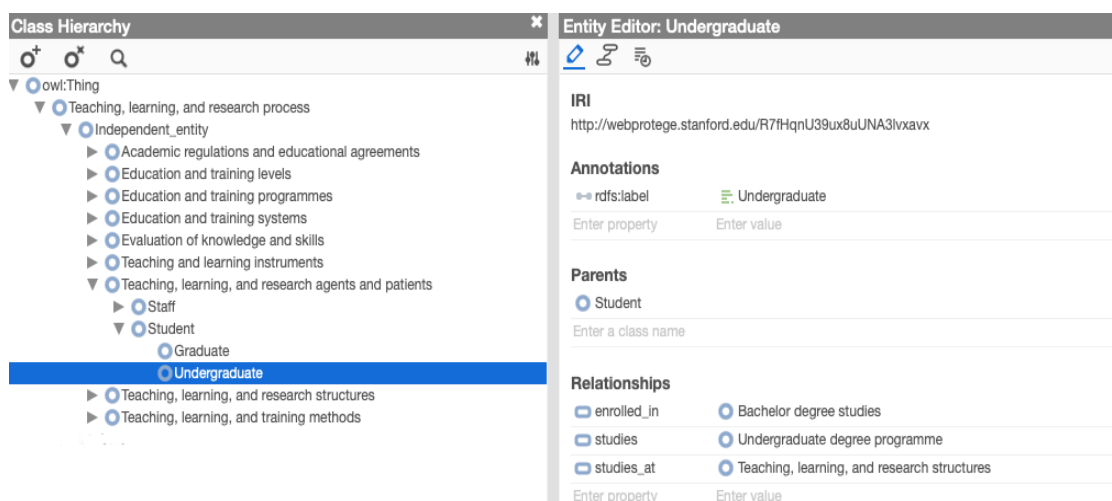 Class Hierarchy
owl:Thing
Teaching, learning, and research process
Independent_entity
Academic regulations and educational agreements
Education and training levels
Education and training programmes
Education and training systems
Evaluation of knowledge and skills
Teaching and learning instruments
Teaching, learning, and research agents and patients
Staff
Student
Graduate
Undergraduate
Teaching, learning, and research structures
Teaching, learning, and training methods
Entity Editor: Undergraduate
IRI
http://webprotege.stanford.edu/R7fHqnU39ux8uUNA3lvxavx
Annotations
rdfs:label Undergraduate
Enter property Enter value
Parents
Student
Enter a class name
Relationships
enrolled_in Bachelor degree studies
studies Undergraduate degree programme
studies_at Teaching, learning, and research structures
Enter property Enter value